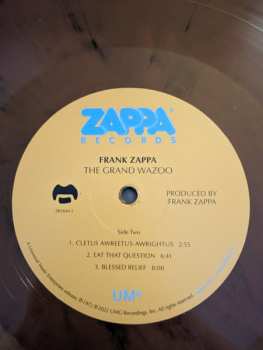 ZAPPA
RECORDS
FRANK ZAPPA
THE GRAND WAZOO
PRODUCED BY
FRANK ZAPPA
Side Two
1. CLETUS AWREETUS-AWRIGHTUS 2:55
2. EAT THAT QUESTION 6:41
3. BLESSED RELIEF 8:00
UMe